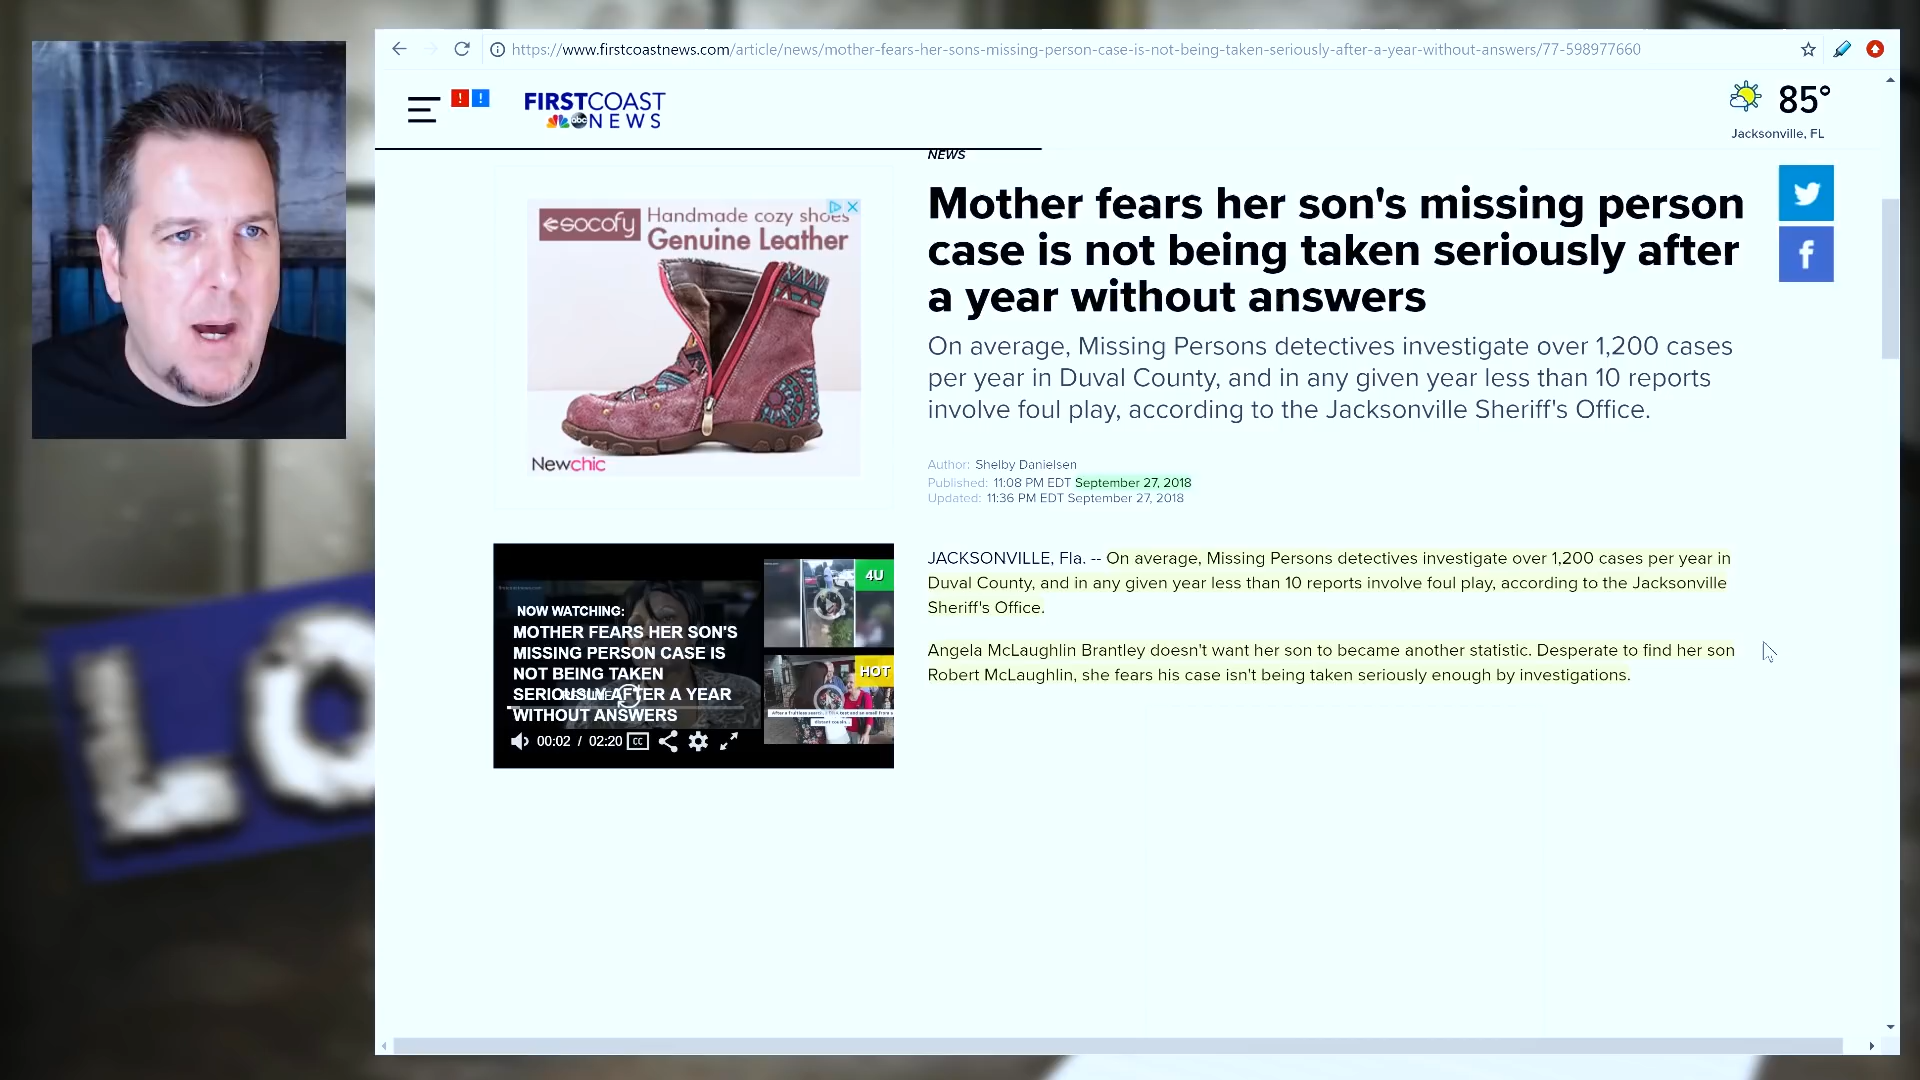 https://www.firstcoastnews.com/article/news/mother-fears-her-sons-missing-person-case-is-not-being-taken-seriously-after-a-year-without-answers/77-598977660
! !
FIRSTCOAST
abc NEWS
85°
Jacksonville, FL
NEWS
Mother fears her son's missing person
case is not being taken seriously after
a year without answers
On average, Missing Persons detectives investigate over 1,200 cases
per year in Duval County, and in any given year less than 10 reports
involve foul play, according to the Jacksonville Sheriff's Office.
Author: Shelby Danielsen
Published: 11:08 PM EDT September 27, 2018
Updated: 11:36 PM EDT September 27, 2018
socofy
Handmade cozy shoes
Genuine Leather
Newchic
JACKSONVILLE, Fla. -- On average, Missing Persons detectives investigate over 1,200 cases per year in
Duval County, and in any given year less than 10 reports involve foul play, according to the Jacksonville
Sheriff's Office.
Angela McLaughlin Brantley doesn't want her son to became another statistic. Desperate to find her son
Robert McLaughlin, she fears his case isn't being taken seriously enough by investigations.
NOW WATCHING:
MOTHER FEARS HER SON'S
MISSING PERSON CASE IS
NOT BEING TAKEN
SERIOUSLY AFTER A YEAR
WITHOUT ANSWERS
00:02 / 02:20 CC
4U
HOT
LO